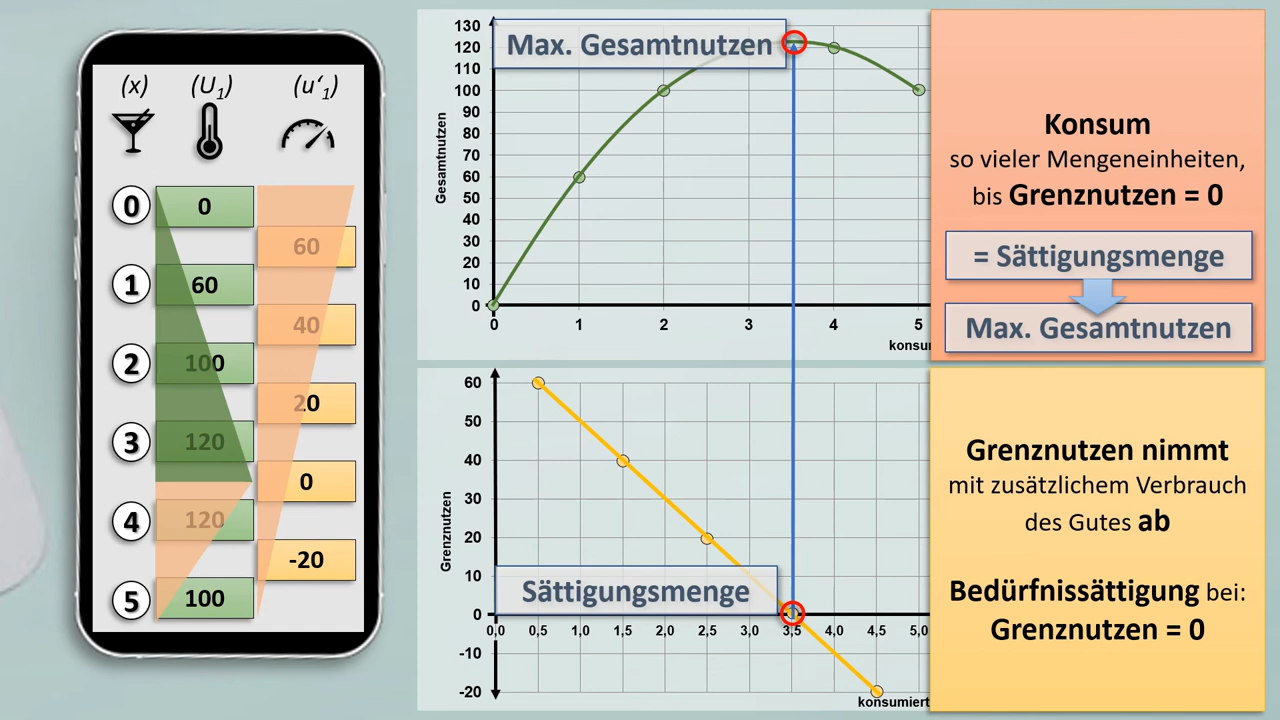 (x) (U1) (u‘1)
0 0
60
1 60
40
2 100
20
3 120
0
4 120
-20
5 100
130
120
110
100
90
80
70
60
50
40
30
20
10
0
Gesamtnutzen
Max. Gesamtnutzen
0 1 2 3 4 5
konsum
60
50
40
30
20
10
0
-10
-20
Grenznutzen
Sättigungsmenge
0,0 0,5 1,0 1,5 2,0 2,5 3,0 3,5 4,0 4,5 5,0
konsumiert
Konsum
so vieler Mengeneinheiten,
bis Grenznutzen = 0
= Sättigungsmenge
Max. Gesamtnutzen
Grenznutzen nimmt
mit zusätzlichem Verbrauch
des Gutes ab
Bedürfnissättigung bei:
Grenznutzen = 0